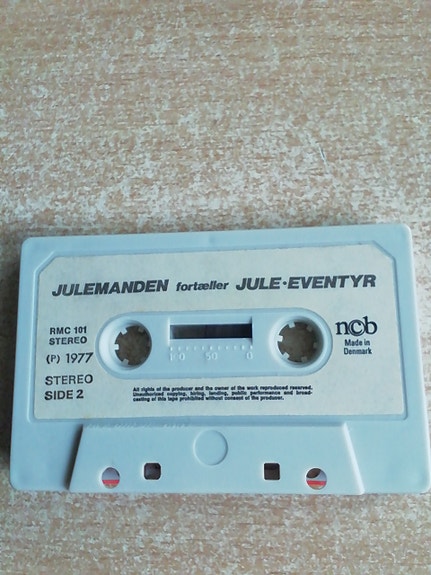 JULEMANDEN fortæller JULE·EVENTYR
RMC 101
STEREO
(P) 1977
STEREO
SIDE 2
ncb
Made in
Denmark
50 0
All rights of the producer and the owner of the work reproduced reserved.
Unauthorized copying, hiring, lending, public performance and broad-
casting of this tape prohibited without consent of the producer.